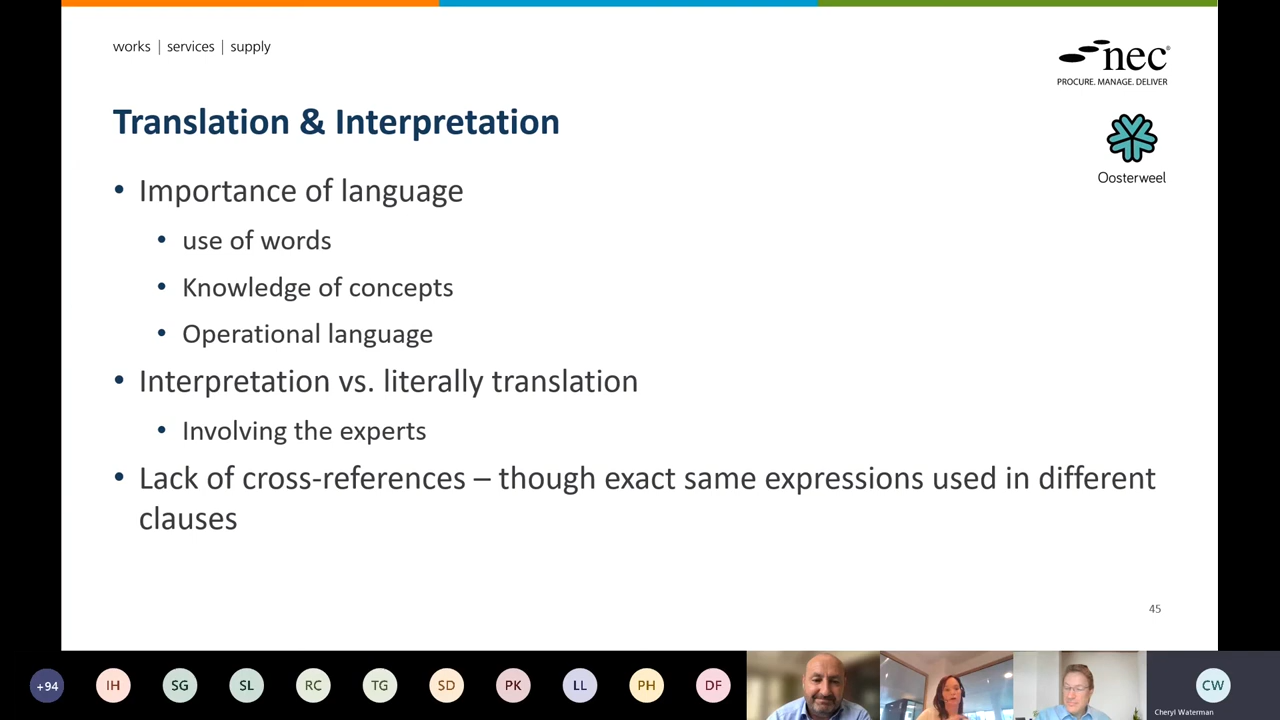 works | services | supply
nec®
PROCURE. MANAGE. DELIVER
Translation & Interpretation
Oosterweel
• Importance of language
• use of words
• Knowledge of concepts
• Operational language
• Interpretation vs. literally translation
• Involving the experts
• Lack of cross-references – though exact same expressions used in different
clauses
45
+94 IH SG SL RC TG SD PK LL PH DF CW
Cheryl Waterman